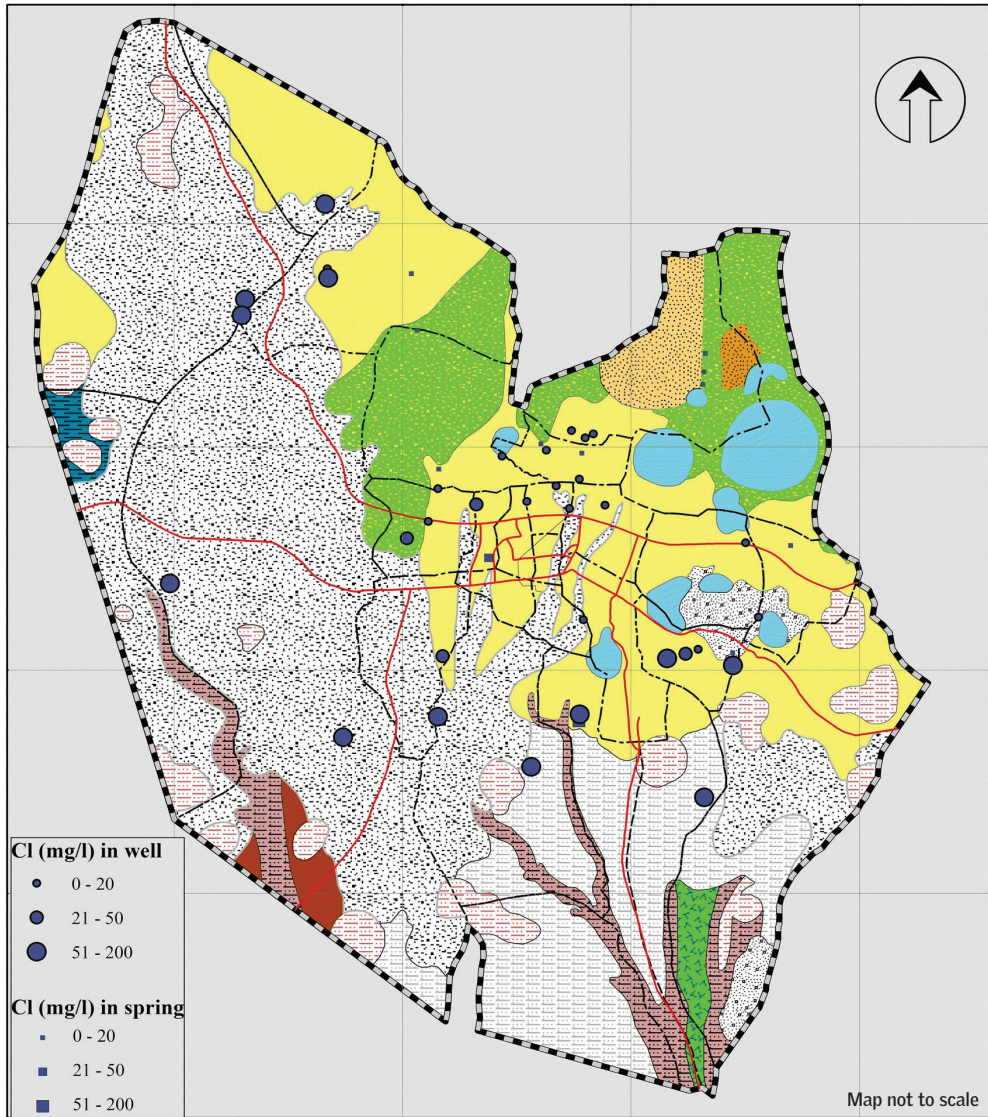 Cl (mg/l) in well
0 - 20
21 - 50
51 - 200
Cl (mg/l) in spring
0 - 20
21 - 50
51 - 200
Map not to scale